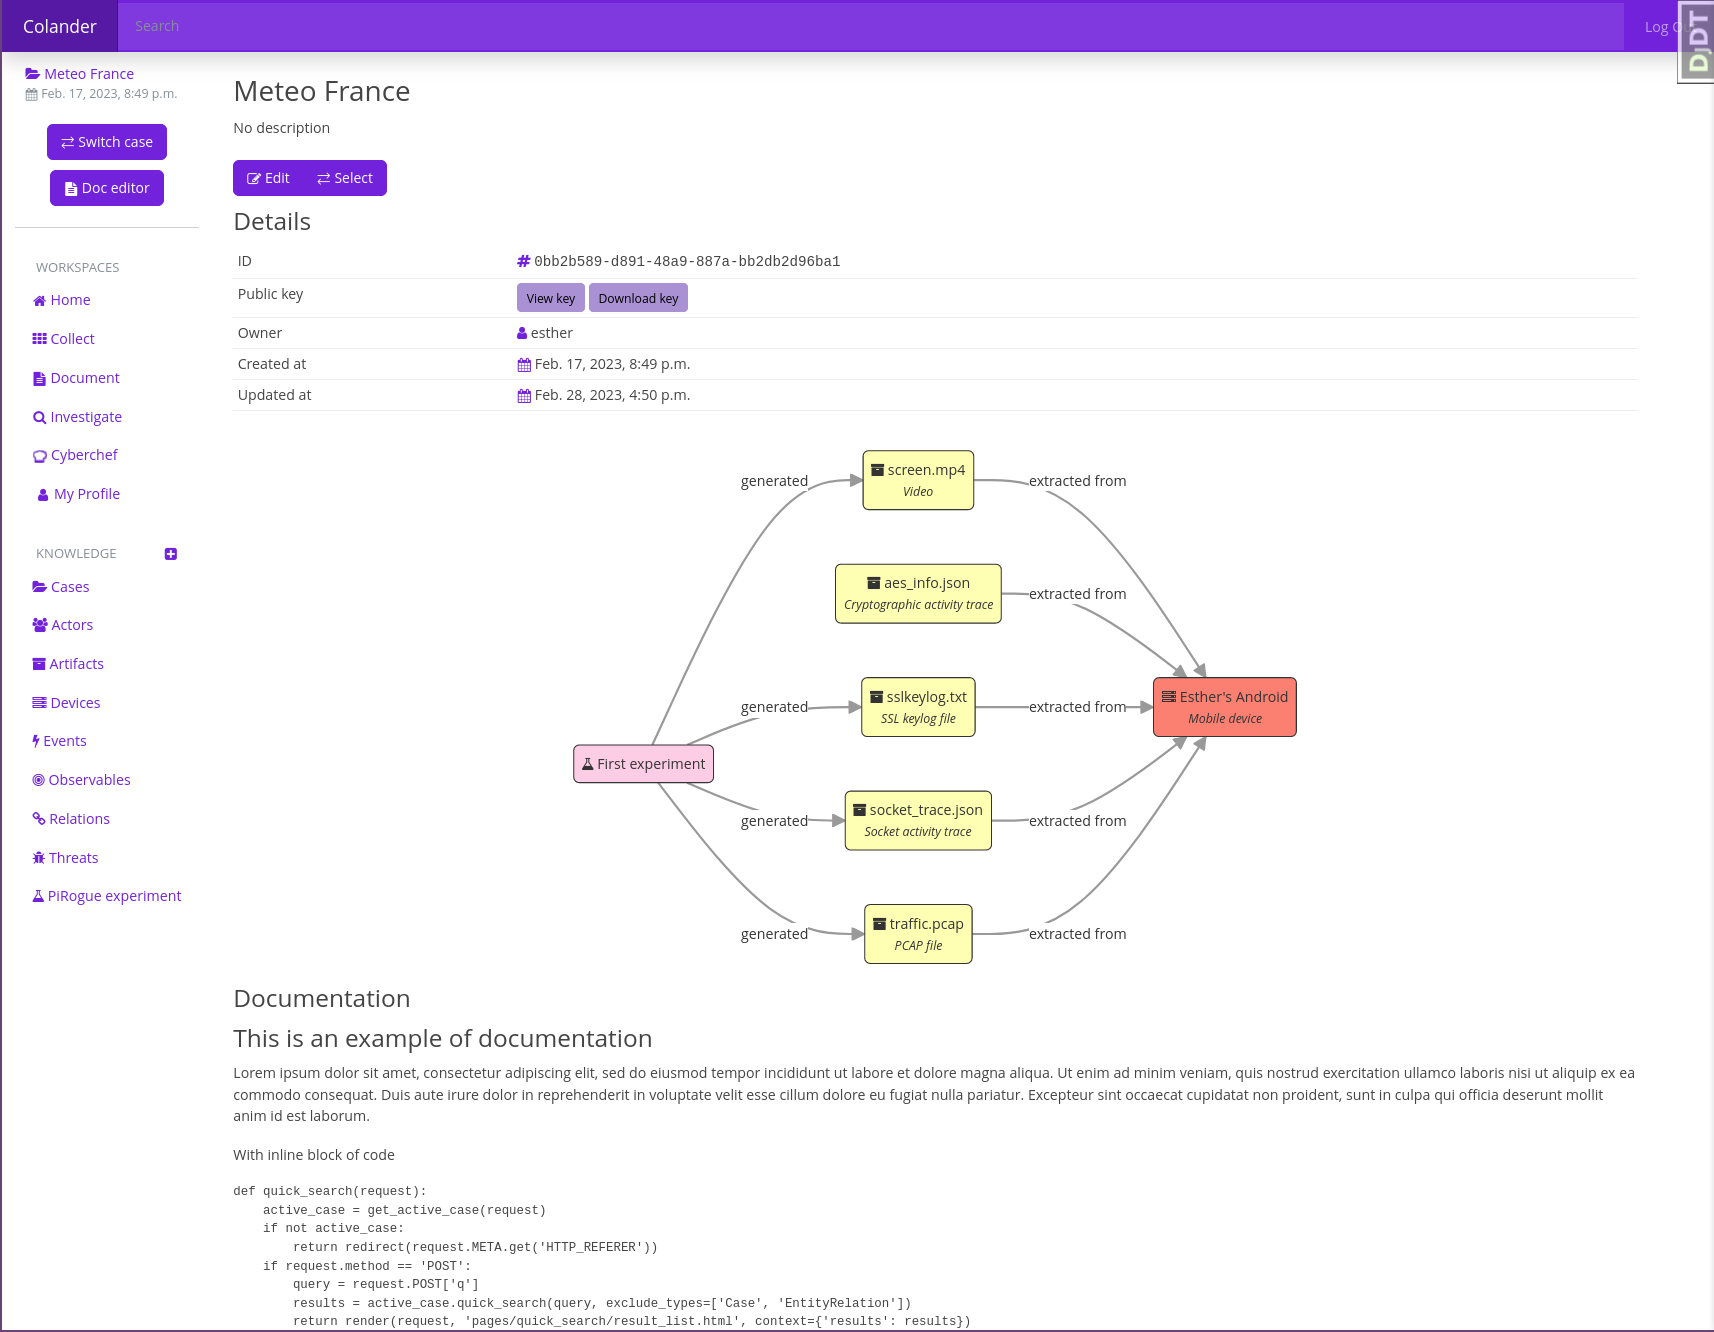 Colander
Search
Log Out
DjDT
Meteo France
Feb. 17, 2023, 8:49 p.m.
Switch case
Doc editor
WORKSPACES
Home
Collect
Document
Investigate
Cyberchef
My Profile
KNOWLEDGE
Cases
Actors
Artifacts
Devices
Events
Observables
Relations
Threats
PiRogue experiment
Meteo France
No description
Edit Select
Details
ID # 0bb2b589-d891-48a9-887a-bb2db2d96ba1
Public key View key Download key
Owner esther
Created at Feb. 17, 2023, 8:49 p.m.
Updated at Feb. 28, 2023, 4:50 p.m.
generated screen.mp4 extracted from
Video
aes_info.json extracted from
Cryptographic activity trace
generated sslkeylog.txt extracted from Esther's Android
SSL keylog file Mobile device
First experiment
generated socket_trace.json extracted from
Socket activity trace
generated traffic.pcap extracted from
PCAP file
Documentation
This is an example of documentation
Lorem ipsum dolor sit amet, consectetur adipiscing elit, sed do eiusmod tempor incididunt ut labore et dolore magna aliqua. Ut enim ad minim veniam, quis nostrud exercitation ullamco laboris nisi ut aliquip ex ea
commodo consequat. Duis aute irure dolor in reprehenderit in voluptate velit esse cillum dolore eu fugiat nulla pariatur. Excepteur sint occaecat cupidatat non proident, sunt in culpa qui officia deserunt mollit
anim id est laborum.
With inline block of code
def quick_search(request):
    active_case = get_active_case(request)
    if not active_case:
        return redirect(request.META.get('HTTP_REFERER'))
    if request.method == 'POST':
        query = request.POST['q']
        results = active_case.quick_search(query, exclude_types=['Case', 'EntityRelation'])
        return render(request, 'pages/quick_search/result_list.html', context={'results': results})